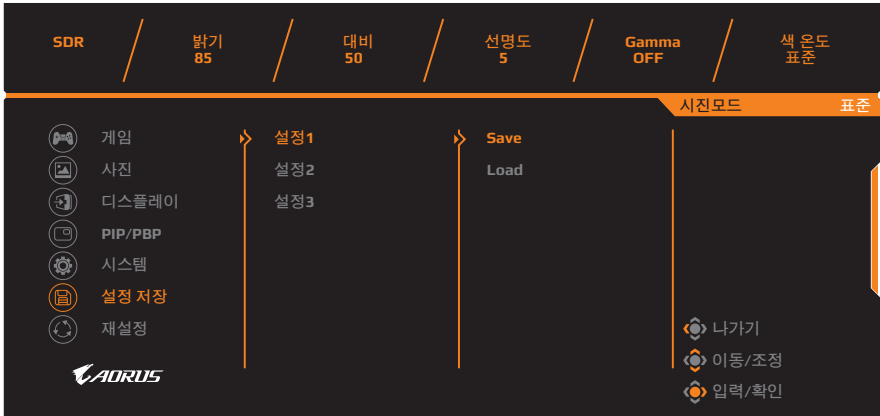 SDR
밝기
85
대비
50
선명도
5
Gamma
OFF
색 온도
표준
시진모드 표준
게임
사진
디스플레이
PIP/PBP
시스템
설정 저장
재설정
설정1
설정2
설정3
Save
Load
나가기
이동/조정
입력/확인
AORUS